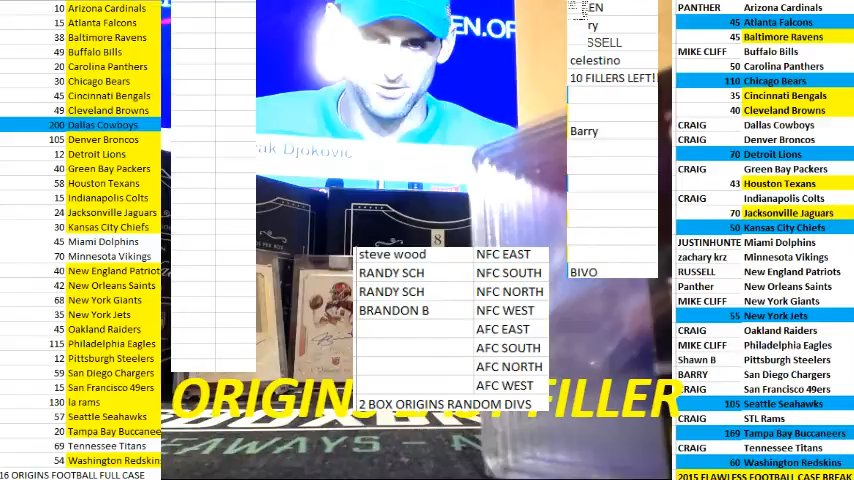 10 Arizona Cardinals
15 Atlanta Falcons
38 Baltimore Ravens
49 Buffalo Bills
20 Carolina Panthers
30 Chicago Bears
45 Cincinnati Bengals
49 Cleveland Browns
200 Dallas Cowboys
105 Denver Broncos
12 Detroit Lions
40 Green Bay Packers
58 Houston Texans
15 Indianapolis Colts
24 Jacksonville Jaguars
30 Kansas City Chiefs
45 Miami Dolphins
70 Minnesota Vikings
40 New England Patriot
42 New Orleans Saints
68 New York Giants
35 New York Jets
45 Oakland Raiders
115 Philadelphia Eagles
12 Pittsburgh Steelers
59 San Diego Chargers
15 San Francisco 49ers
130 la rams
57 Seattle Seahawks
20 Tampa Bay Buccanee
69 Tennessee Titans
54 Washington Redskin
16 ORIGINS FOOTBALL FULL CASE
EN.OR
ak Djokovic
8
steve wood NFC EAST
RANDY SCH NFC SOUTH
RANDY SCH NFC NORTH
BRANDON B NFC WEST
AFC EAST
AFC SOUTH
AFC NORTH
AFC WEST
2 BOX ORIGINS RANDOM DIVS
ORIGINS FILLER
EAWAYS - N
EEN
ry
SSELL
celestino
10 FILLERS LEFT!
Barry
BIVO
PANTHER Arizona Cardinals
45 Atlanta Falcons
45 Baltimore Ravens
MIKE CLIFF Buffalo Bills
50 Carolina Panthers
110 Chicago Bears
35 Cincinnati Bengals
40 Cleveland Browns
CRAIG Dallas Cowboys
CRAIG Denver Broncos
70 Detroit Lions
CRAIG Green Bay Packers
43 Houston Texans
CRAIG Indianapolis Colts
70 Jacksonville Jaguars
50 Kansas City Chiefs
JUSTINHUNTE Miami Dolphins
zachary krz Minnesota Vikings
RUSSELL New England Patriots
Panther New Orleans Saints
MIKE CLIFF New York Giants
55 New York Jets
CRAIG Oakland Raiders
MIKE CLIFF Philadelphia Eagles
Shawn B Pittsburgh Steelers
BARRY San Diego Chargers
CRAIG San Francisco 49ers
105 Seattle Seahawks
CRAIG STL Rams
169 Tampa Bay Buccaneers
CRAIG Tennessee Titans
60 Washington Redskins
2015 FLAWLESS FOOTBALL CASE BREAK